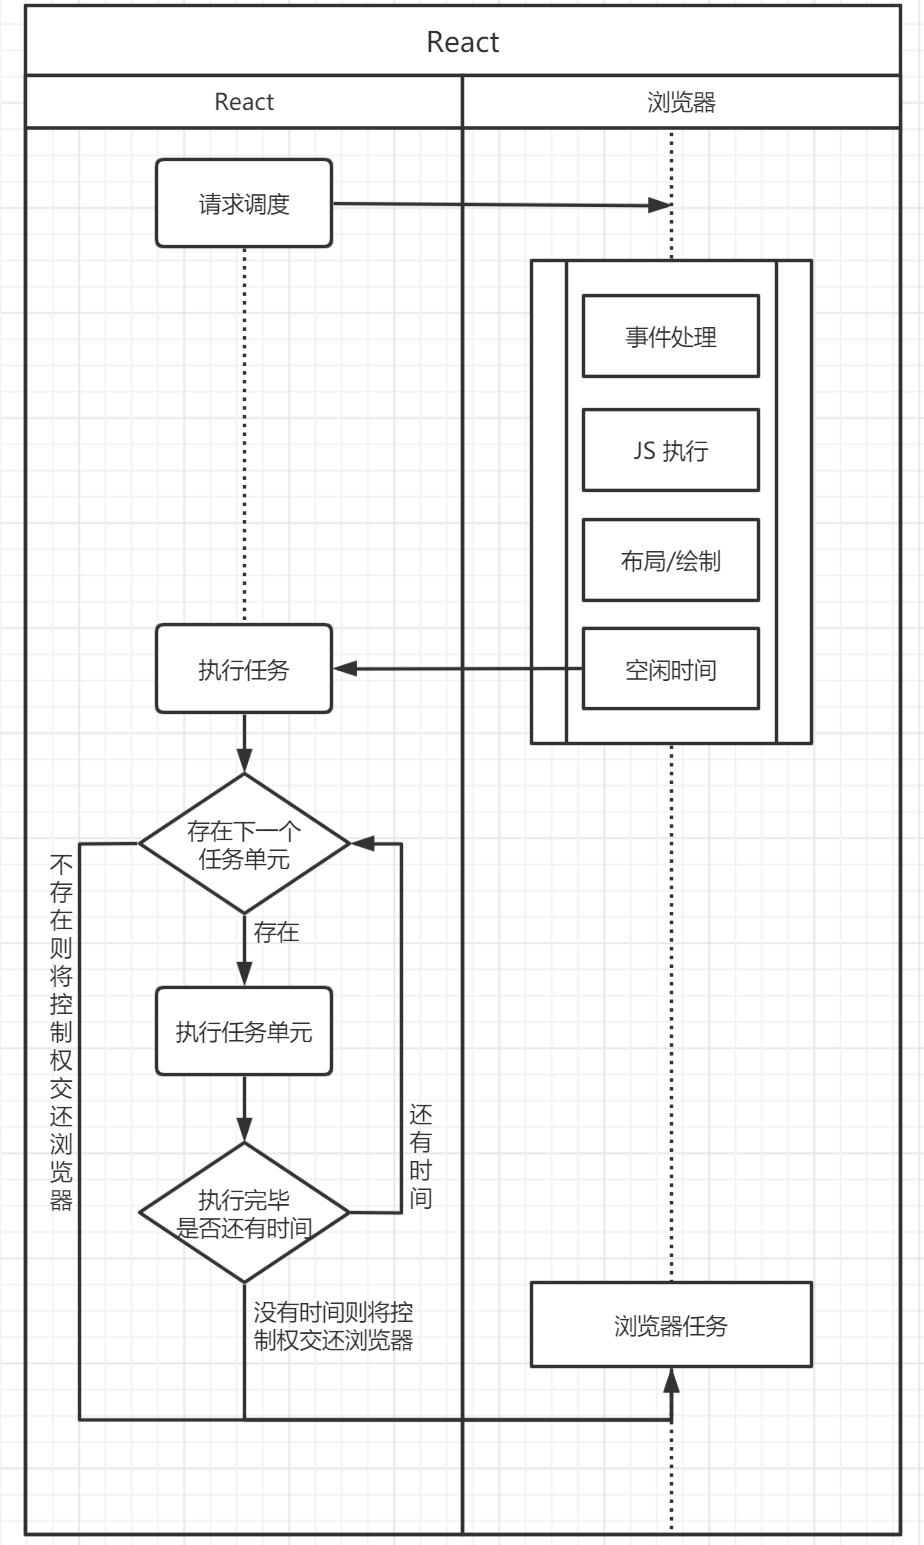 React
React
浏览器
请求调度
事件处理
JS 执行
布局/绘制
空闲时间
执行任务
存在下一个
任务单元
存在
不存在则将控制权交还浏览器
执行任务单元
还有时间
执行完毕
是否还有时间
没有时间则将控
制权交还浏览器
浏览器任务